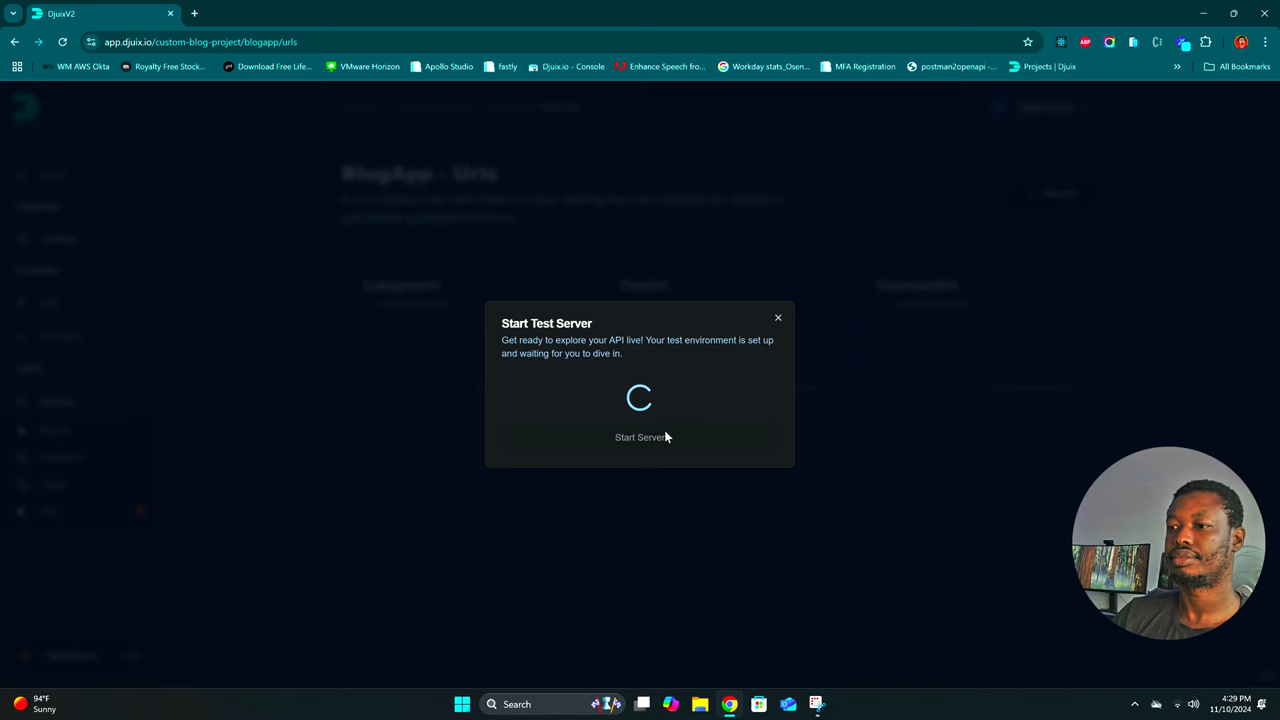 DjuixV2
app.djuix.io/custom-blog-project/blogapp/urls
WM AWS Okta
Royalty Free Stock...
Download Free Life...
VMware Horizon
Apollo Studio
fastly
Djuix.io - Console
Enhance Speech fro...
Workday stats_Osen...
MFA Registration
postman2openapi -...
Projects | Djuix
All Bookmarks
BlogApp - Urls
Start Test Server
Get ready to explore your API live! Your test environment is set up
and waiting for you to dive in.
Start Server
94°F
Sunny
Search
4:29 PM
11/10/2024